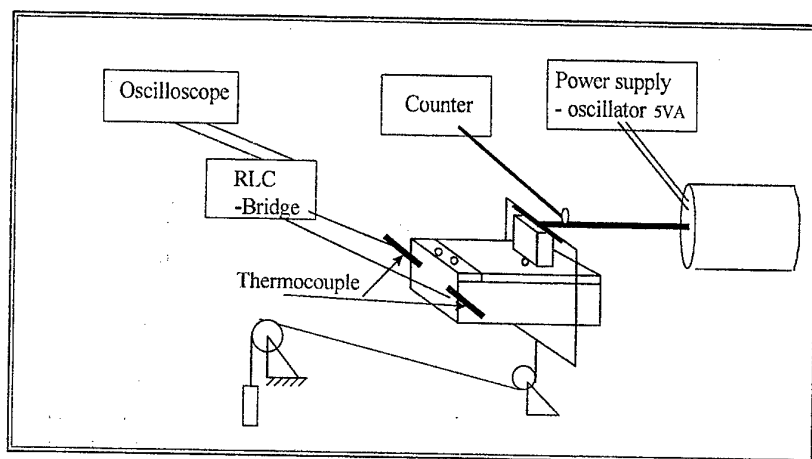 Oscilloscope
Counter
Power supply
- oscillator 5VA
RLC
-Bridge
Thermocouple